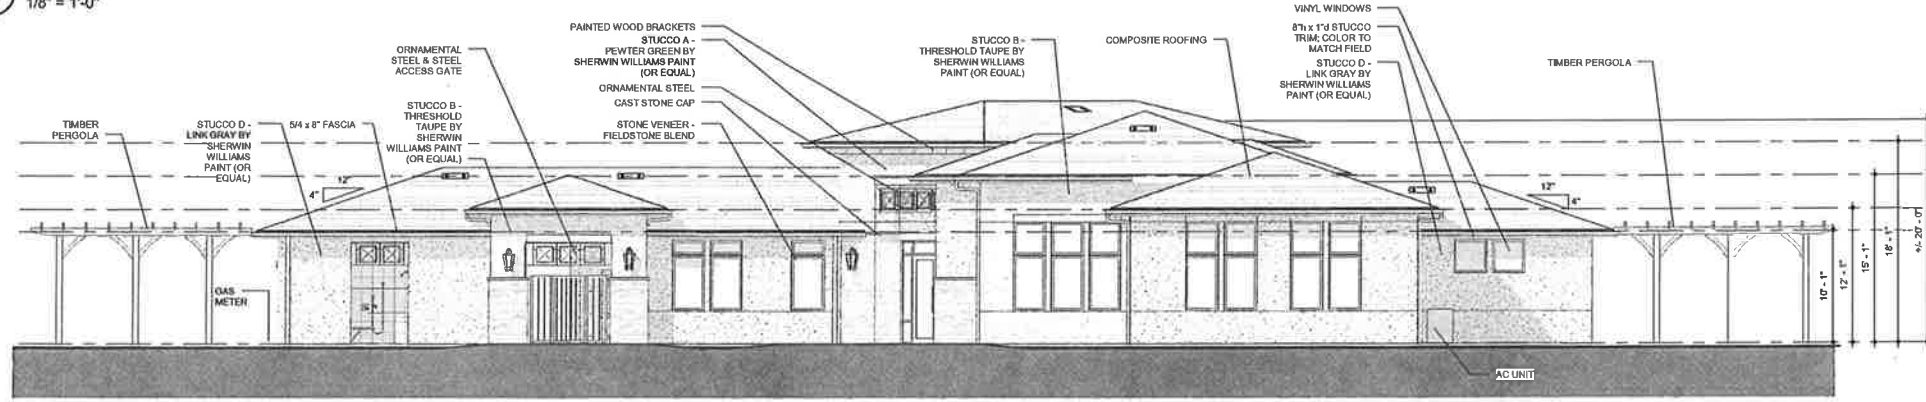 1/8" = 1'-0"
TIMBER
PERGOLA
STUCCO D -
LINK GRAY BY
SHERWIN
WILLIAMS
PAINT (OR
EQUAL)
5/4 x 8" FASCIA
ORNAMENTAL
STEEL & STEEL
ACCESS GATE
STUCCO B -
THRESHOLD
TAUPE BY
SHERWIN
WILLIAMS PAINT
(OR EQUAL)
PAINTED WOOD BRACKETS
STUCCO A -
PEWTER GREEN BY
SHERWIN WILLIAMS PAINT
(OR EQUAL)
ORNAMENTAL STEEL
CAST STONE CAP
STONE VENEER -
FIELDSTONE BLEND
STUCCO B -
THRESHOLD TAUPE BY
SHERWIN WILLIAMS
PAINT (OR EQUAL)
COMPOSITE ROOFING
VINYL WINDOWS
8"h x 1"d STUCCO
TRIM; COLOR TO
MATCH FIELD
STUCCO D -
LINK GRAY BY
SHERWIN WILLIAMS
PAINT (OR EQUAL)
TIMBER PERGOLA
12"
4"
12"
4"
GAS
METER
AC UNIT
10' - 1"
12' - 1"
15' - 1"
18' - 1"
+/- 20' - 0"